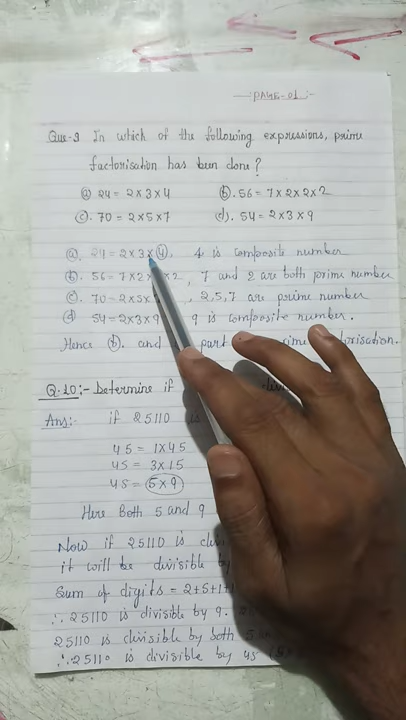 :- PAGE-01 :-
Que-9 In which of the following expressions, prime
factorisation has been done?
(a) 24 = 2×3×4 (b). 56 = 7×2×2×2
(c). 70 = 2×5×7 (d). 54 = 2×3×9
(a). 24 = 2×3×4, 4 is composite number
(b). 56 = 7×2× ×2, 7 and 2 are both prime number
(c). 70 = 2×5× , 2,5,7 are prime number
(d) 54 = 2×3×9 9 is composite number.
Hence (b). and part
Q.10:- Determine if
Ans:- if 25110 is
45 = 1×45
45 = 3×15
45 = 5×9
Here Both 5 and 9
Now if 25110 is
it will be divisible by
Sum of digits = 2+5+1+1
∴ 25110 is divisible by 9.
25110 is divisible by both 5
∴ 25110 is divisible by 45